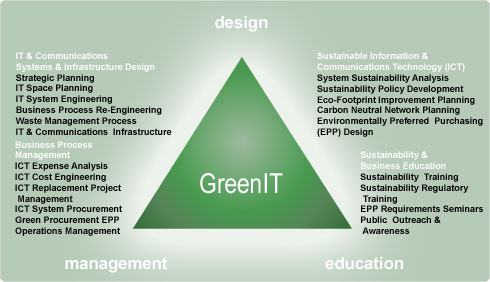 design
IT & Communications
Systems & Infrastructure Design
Strategic Planning
IT Space Planning
IT System Engineering
Business Process Re-Engineering
Waste Management Process
IT & Communications Infrastructure
Business Process
Management
ICT Expense Analysis
ICT Cost Engineering
ICT Replacement Project
Management
ICT System Procurement
Green Procurement EPP
Operations Management
Sustainable Information &
Communications Technology (ICT)
System Sustainability Analysis
Sustainability Policy Development
Eco-Footprint Improvement Planning
Carbon Neutral Network Planning
Environmentally Preferred Purchasing
(EPP) Design
Sustainability &
Business Education
Sustainability Training
Sustainability Regulatory
Training
EPP Requirements Seminars
Public Outreach &
Awareness
GreenIT
management
education